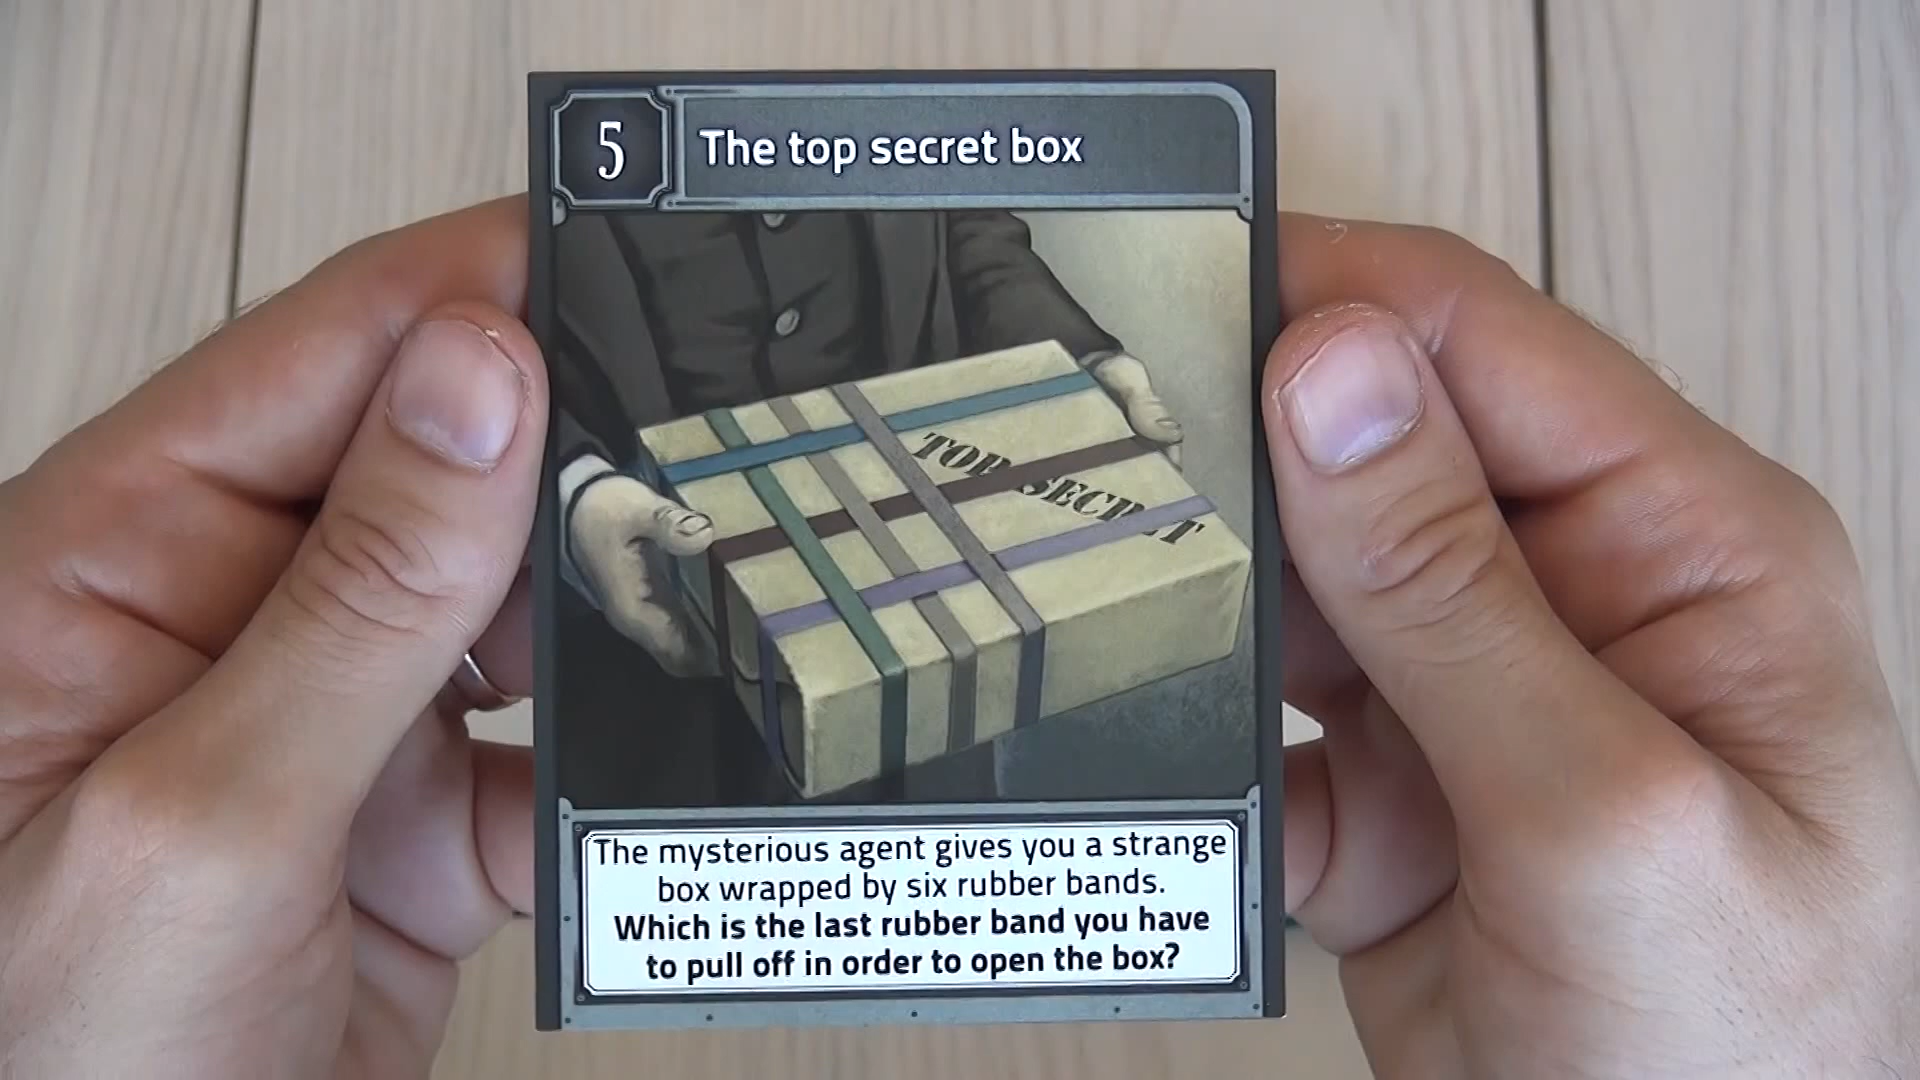 5
The top secret box
TOP SECRET
The mysterious agent gives you a strange
box wrapped by six rubber bands.
Which is the last rubber band you have
to pull off in order to open the box?